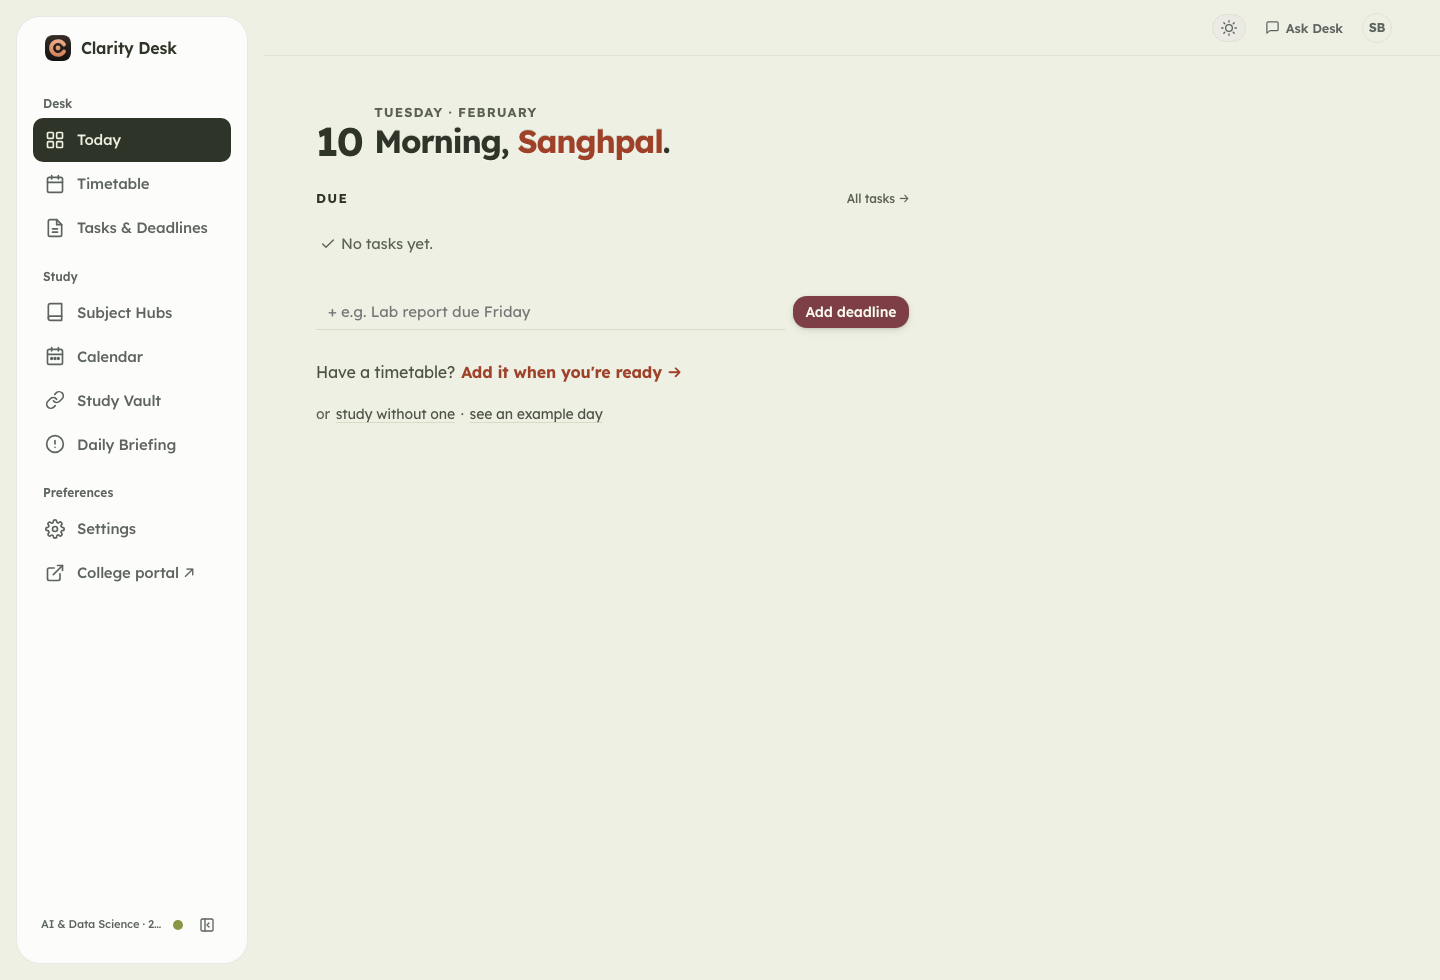 Clarity Desk
Desk
Today
Timetable
Tasks & Deadlines
Study
Subject Hubs
Calendar
Study Vault
Daily Briefing
Preferences
Settings
College portal ↗
AI & Data Science · 2...
Ask Desk
SB
TUESDAY · FEBRUARY
10 Morning, Sanghpal.
DUE
All tasks →
No tasks yet.
+ e.g. Lab report due Friday
Add deadline
Have a timetable? Add it when you're ready →
or study without one · see an example day